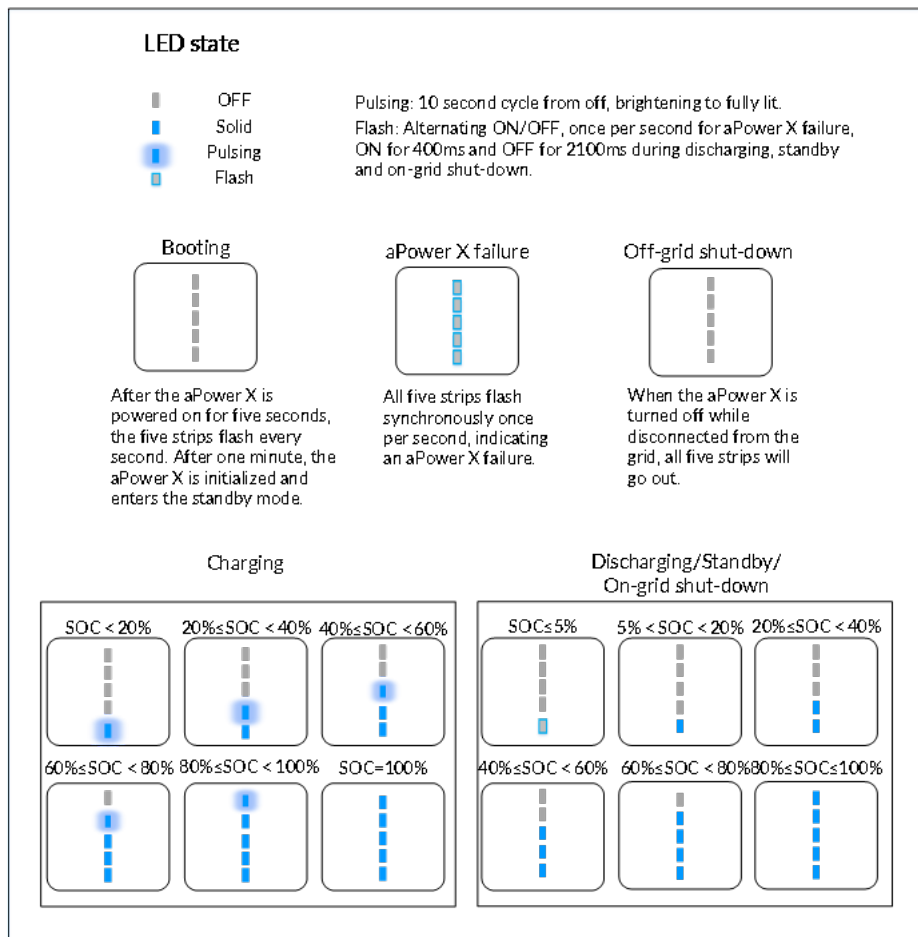 LED state
OFF
Solid
Pulsing
Flash
Pulsing: 10 second cycle from off, brightening to fully lit.
Flash: Alternating ON/OFF, once per second for aPower X failure,
ON for 400ms and OFF for 2100ms during discharging, standby
and on-grid shut-down.
Booting
After the aPower X is
powered on for five seconds,
the five strips flash every
second. After one minute, the
aPower X is initialized and
enters the standby mode.
aPower X failure
All five strips flash
synchronously once
per second, indicating
an aPower X failure.
Off-grid shut-down
When the aPower X is
turned off while
disconnected from the
grid, all five strips will
go out.
Charging
SOC < 20%
20%≤SOC < 40%
40%≤SOC < 60%
60%≤SOC < 80%
80%≤SOC < 100%
SOC=100%
Discharging/Standby/
On-grid shut-down
SOC≤5%
5% < SOC < 20%
20%≤SOC < 40%
40%≤SOC < 60%
60%≤SOC < 80%
80%≤SOC≤100%